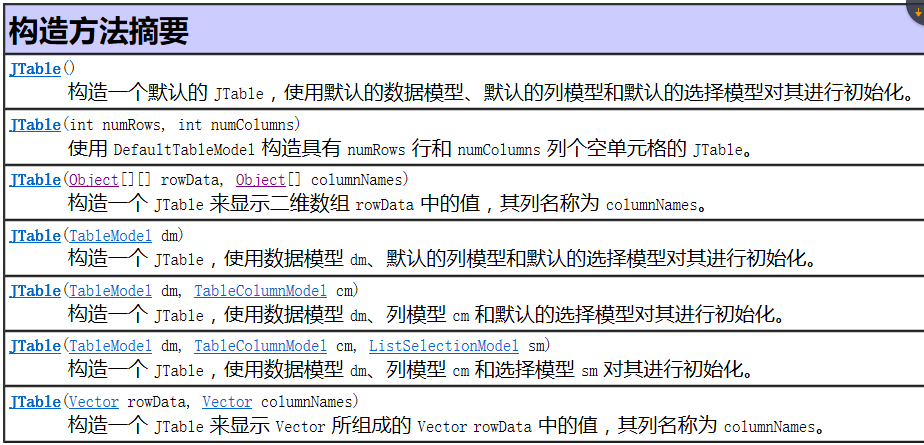 构造方法摘要
JTable()
构造一个默认的 JTable，使用默认的数据模型、默认的列模型和默认的选择模型对其进行初始化。
JTable(int numRows, int numColumns)
使用 DefaultTableModel 构造具有 numRows 行和 numColumns 列个空单元格的 JTable。
JTable(Object[][] rowData, Object[] columnNames)
构造一个 JTable 来显示二维数组 rowData 中的值，其列名称为 columnNames。
JTable(TableModel dm)
构造一个 JTable，使用数据模型 dm、默认的列模型和默认的选择模型对其进行初始化。
JTable(TableModel dm, TableColumnModel cm)
构造一个 JTable，使用数据模型 dm、列模型 cm 和默认的选择模型对其进行初始化。
JTable(TableModel dm, TableColumnModel cm, ListSelectionModel sm)
构造一个 JTable，使用数据模型 dm、列模型 cm 和选择模型 sm 对其进行初始化。
JTable(Vector rowData, Vector columnNames)
构造一个 JTable 来显示 Vector 所组成的 Vector rowData 中的值，其列名称为 columnNames。